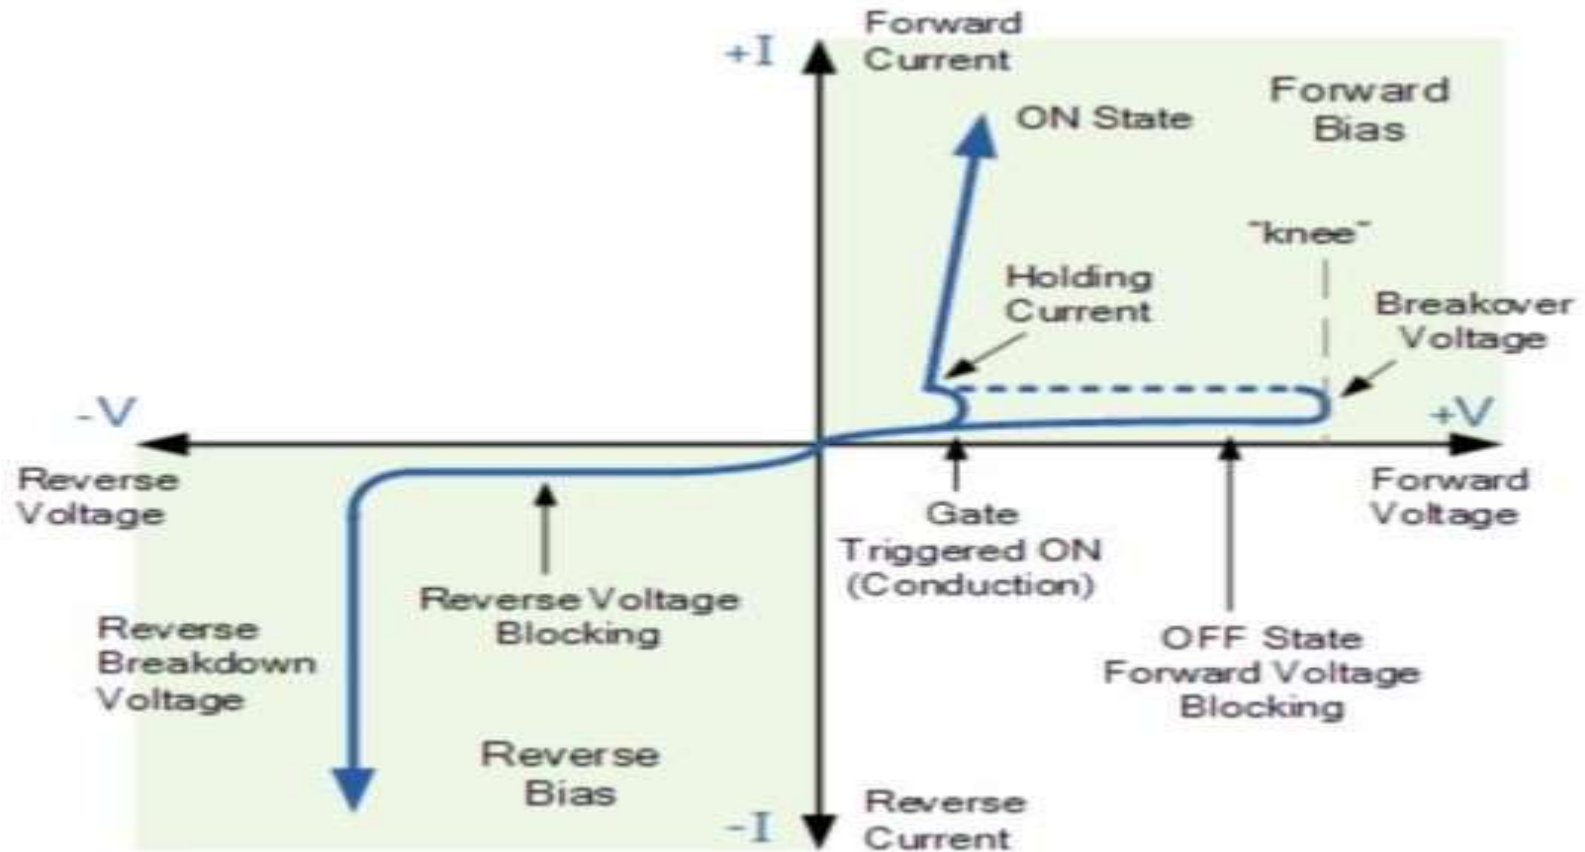 +I
Forward
Current
ON State
Forward
Bias
"knee"
Holding
Current
Breakover
Voltage
-V
+V
Reverse
Voltage
Forward
Voltage
Gate
Triggered ON
(Conduction)
Reverse Voltage
Blocking
Reverse
Breakdown
Voltage
OFF State
Forward Voltage
Blocking
Reverse
Bias
-I
Reverse
Current